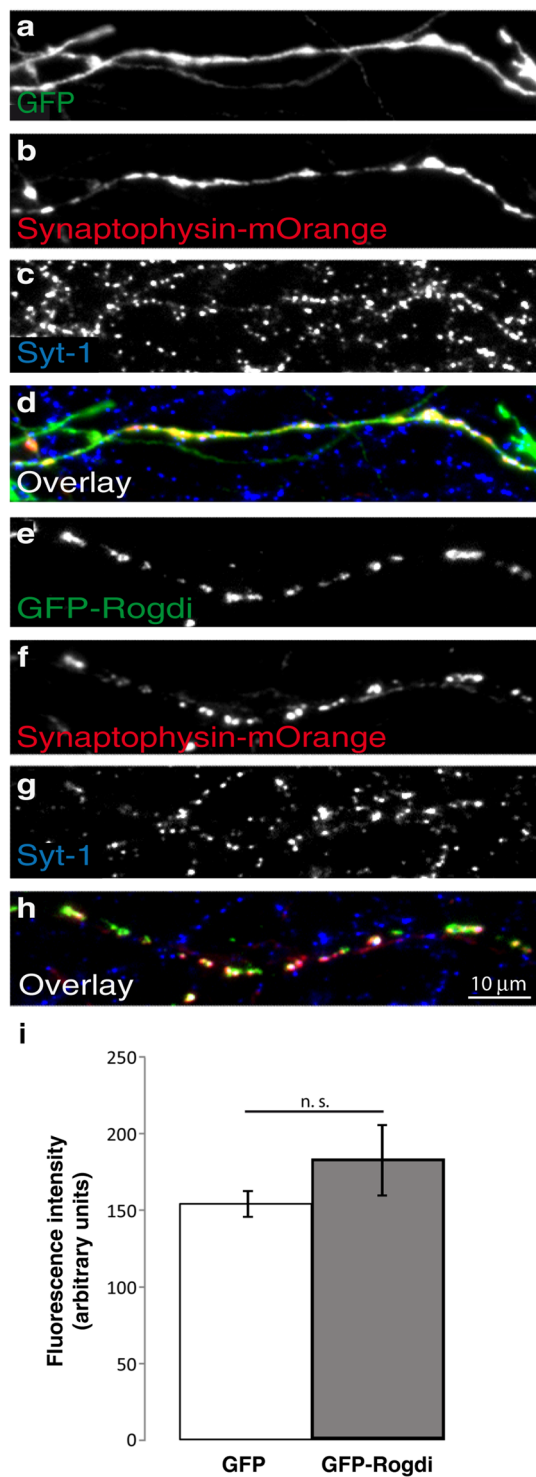 a
GFP
b
Synaptophysin-mOrange
c
Syt-1
d
Overlay
e
GFP-Rogdi
f
Synaptophysin-mOrange
g
Syt-1
h
Overlay
10 µm
i
250
200
150
100
50
0
Fluorescence intensity
(arbitrary units)
n. s.
GFP
GFP-Rogdi